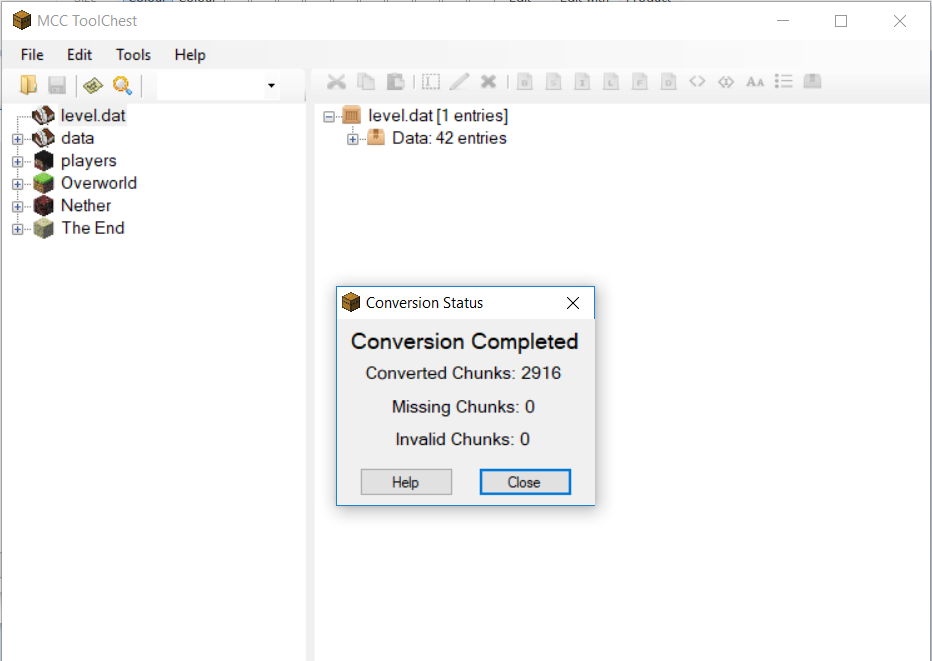 MCC ToolChest
File Edit Tools Help
level.dat
data
players
Overworld
Nether
The End
level.dat [1 entries]
Data: 42 entries
Conversion Status
Conversion Completed
Converted Chunks: 2916
Missing Chunks: 0
Invalid Chunks: 0
Help Close